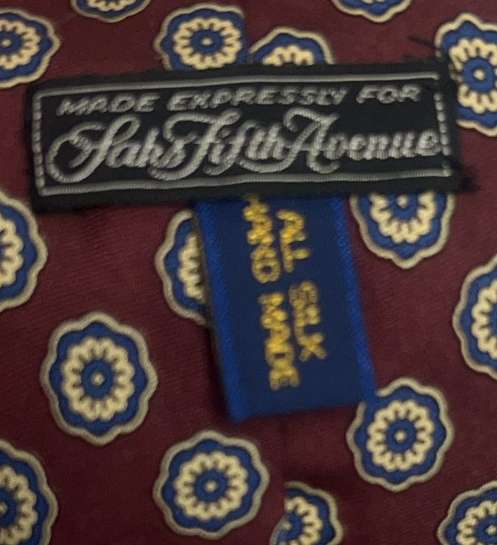 MADE EXPRESSLY FOR
Saks Fifth Avenue
ALL SILK
HAND MADE